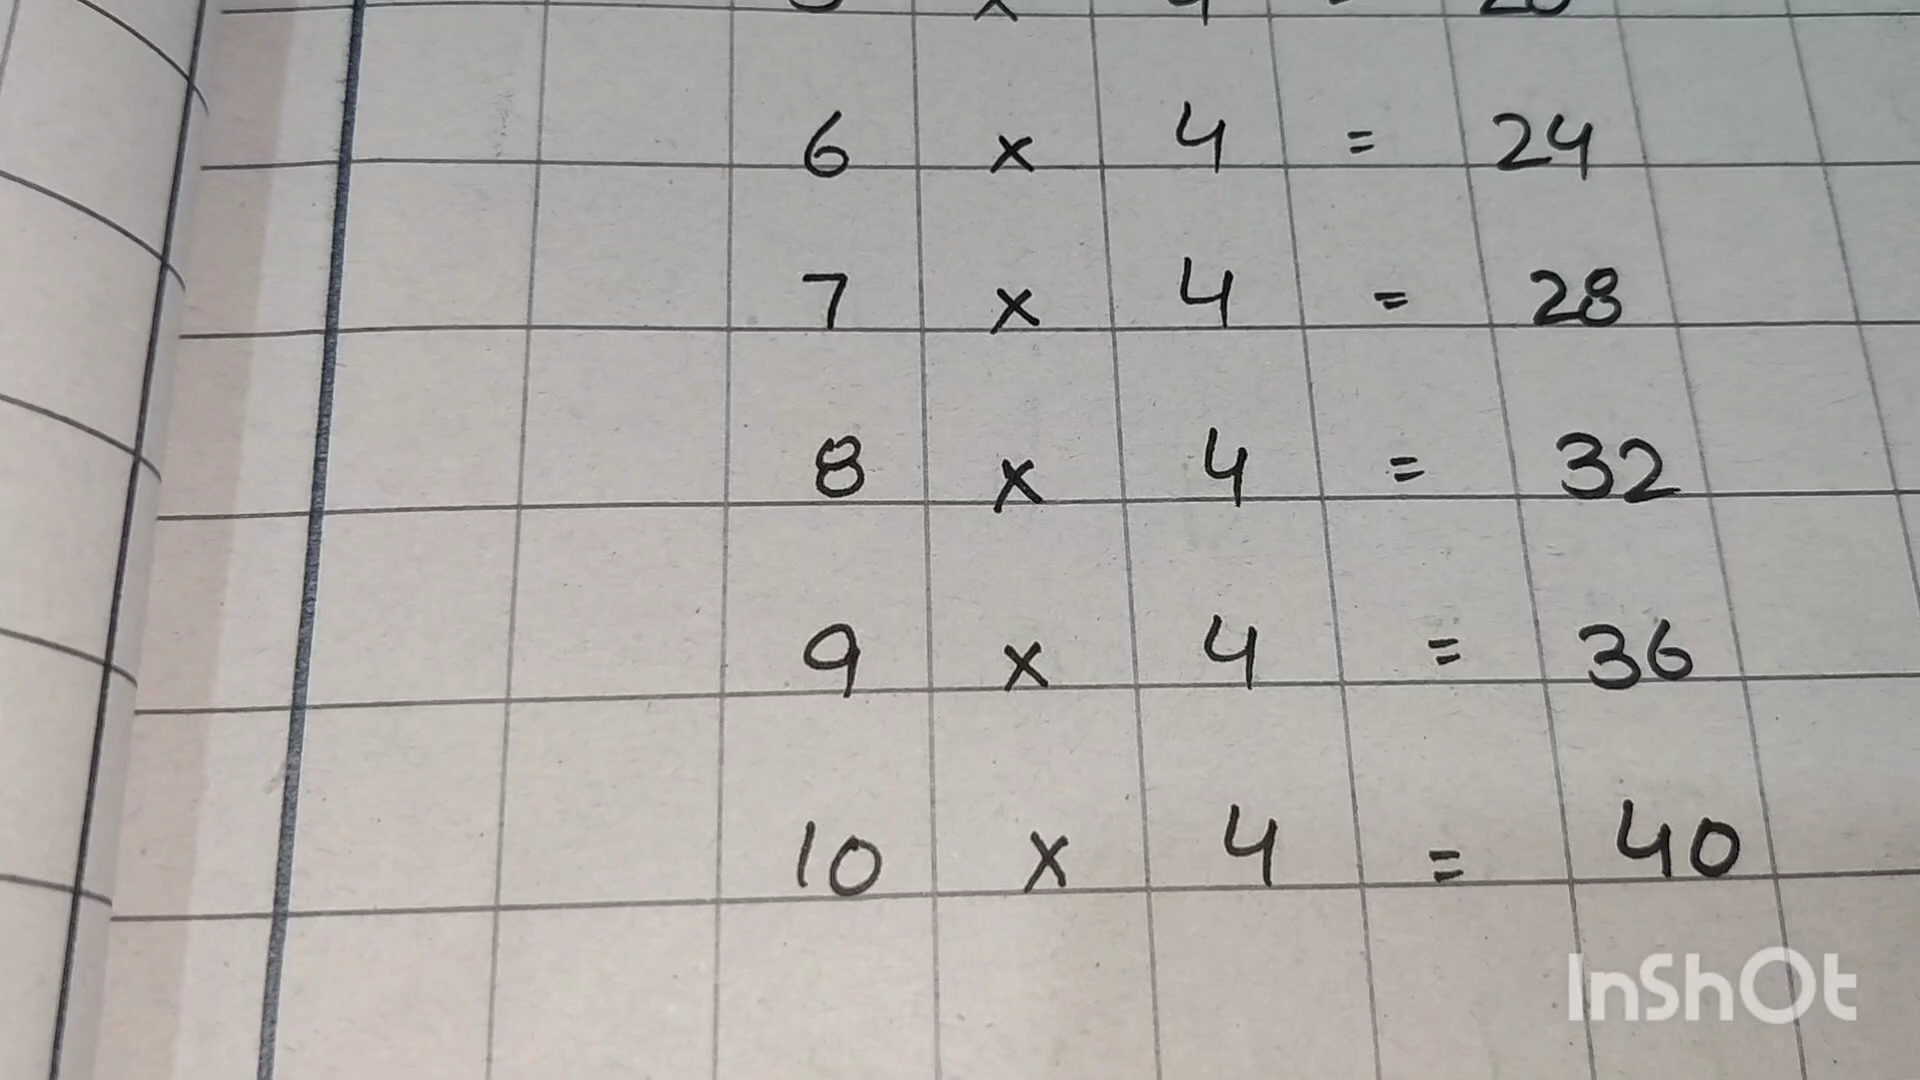 6 x 4 = 24
7 x 4 = 28
8 x 4 = 32
9 x 4 = 36
10 x 4 = 40
InShOt